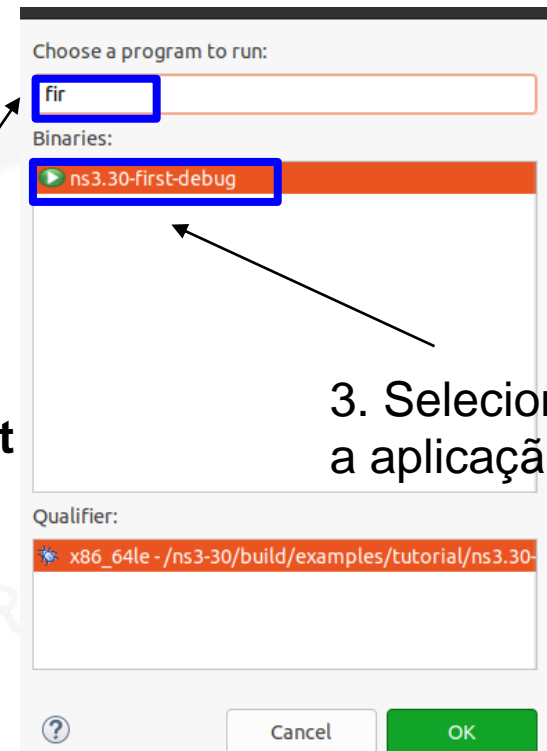 Choose a program to run:
fir
Binaries:
ns3.30-first-debug
3. Selecion
a aplicaçã
t
Qualifier:
x86_64le - /ns3-30/build/examples/tutorial/ns3.30-
Cancel
OK